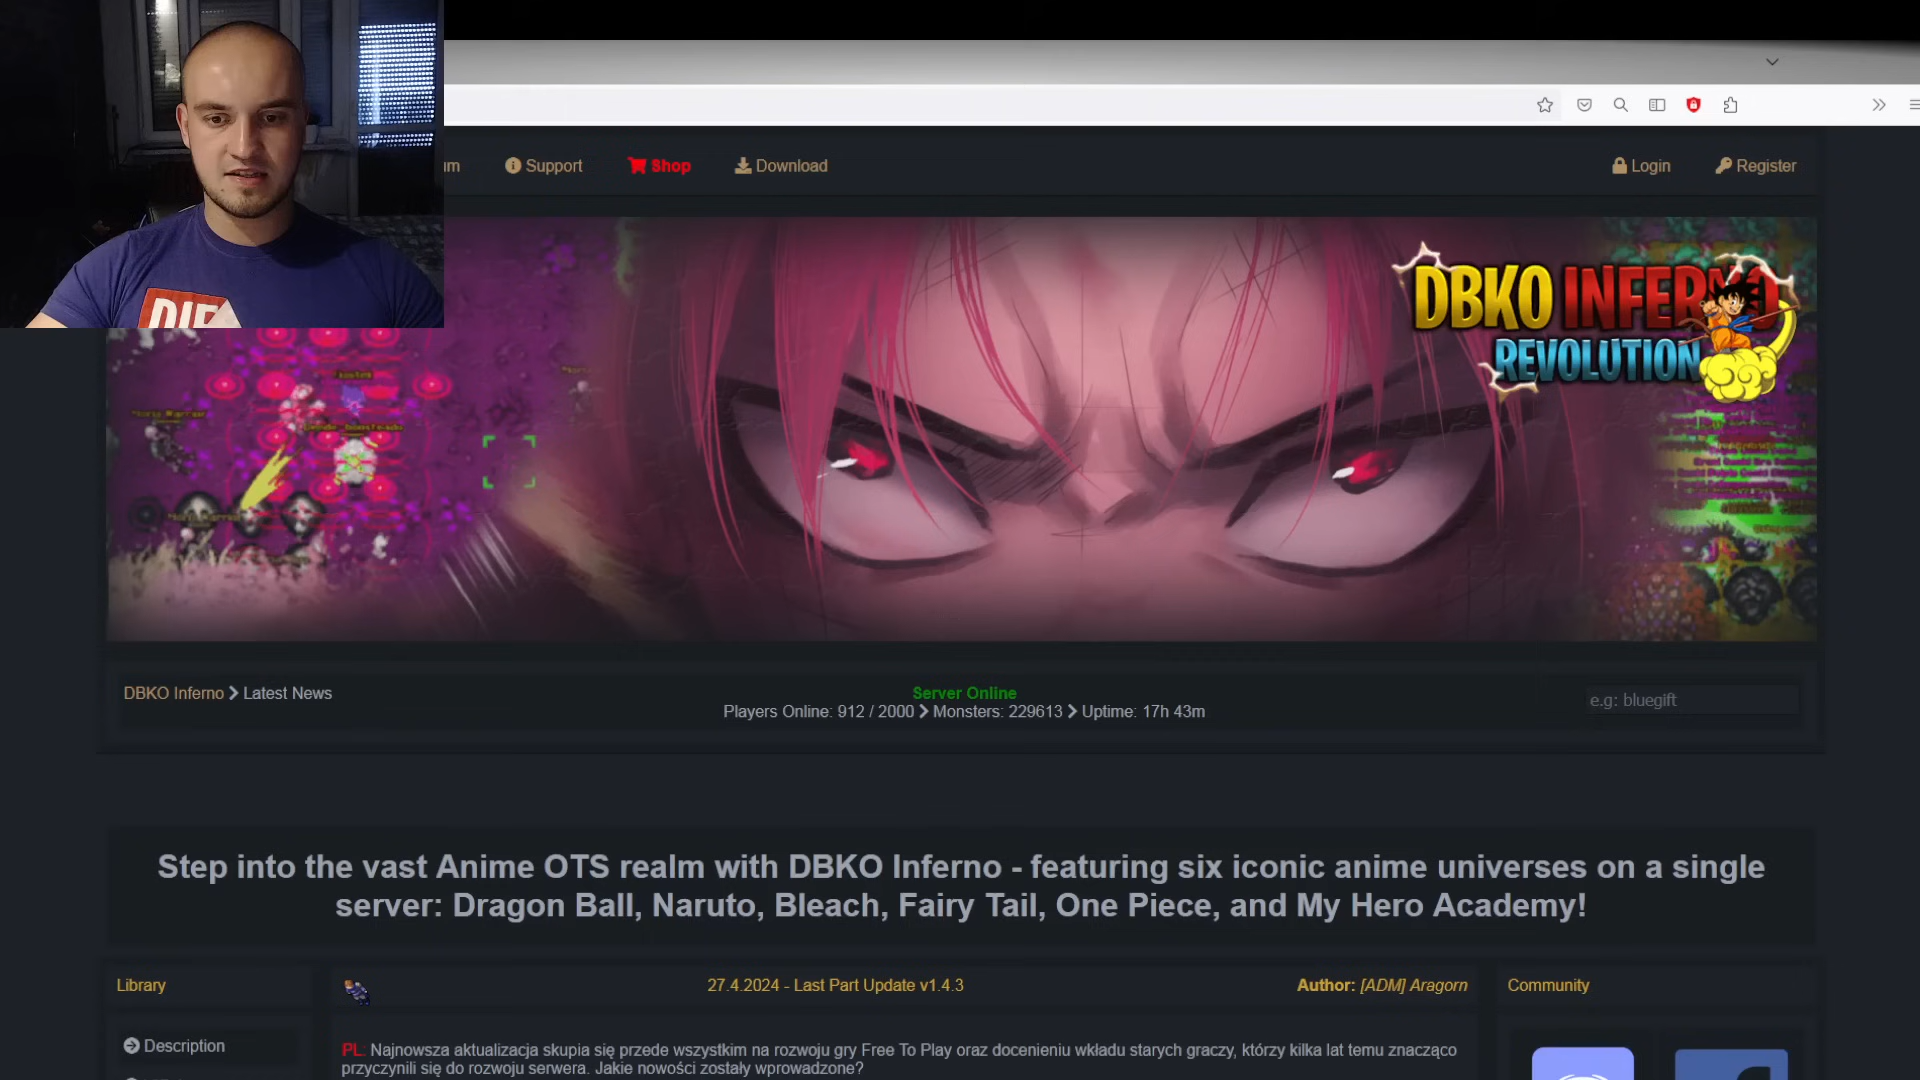 Support
Shop
Download
Login
Register
DIE
DBKO INFERNO
REVOLUTION
DBKO Inferno
Latest News
Server Online
Players Online: 912 / 2000
Monsters: 229613
Uptime: 17h 43m
e.g: bluegift
Step into the vast Anime OTS realm with DBKO Inferno - featuring six iconic anime universes on a single
server: Dragon Ball, Naruto, Bleach, Fairy Tail, One Piece, and My Hero Academy!
Library
27.4.2024 - Last Part Update v1.4.3
Author: [ADM] Aragorn
Community
Description
PL: Najnowsza aktualizacja skupia się przede wszystkim na rozwoju gry Free To Play oraz docenieniu wkładu starych graczy, którzy kilka lat temu znacząco
przyczynili się do rozwoju serwera. Jakie nowości zostały wprowadzone?